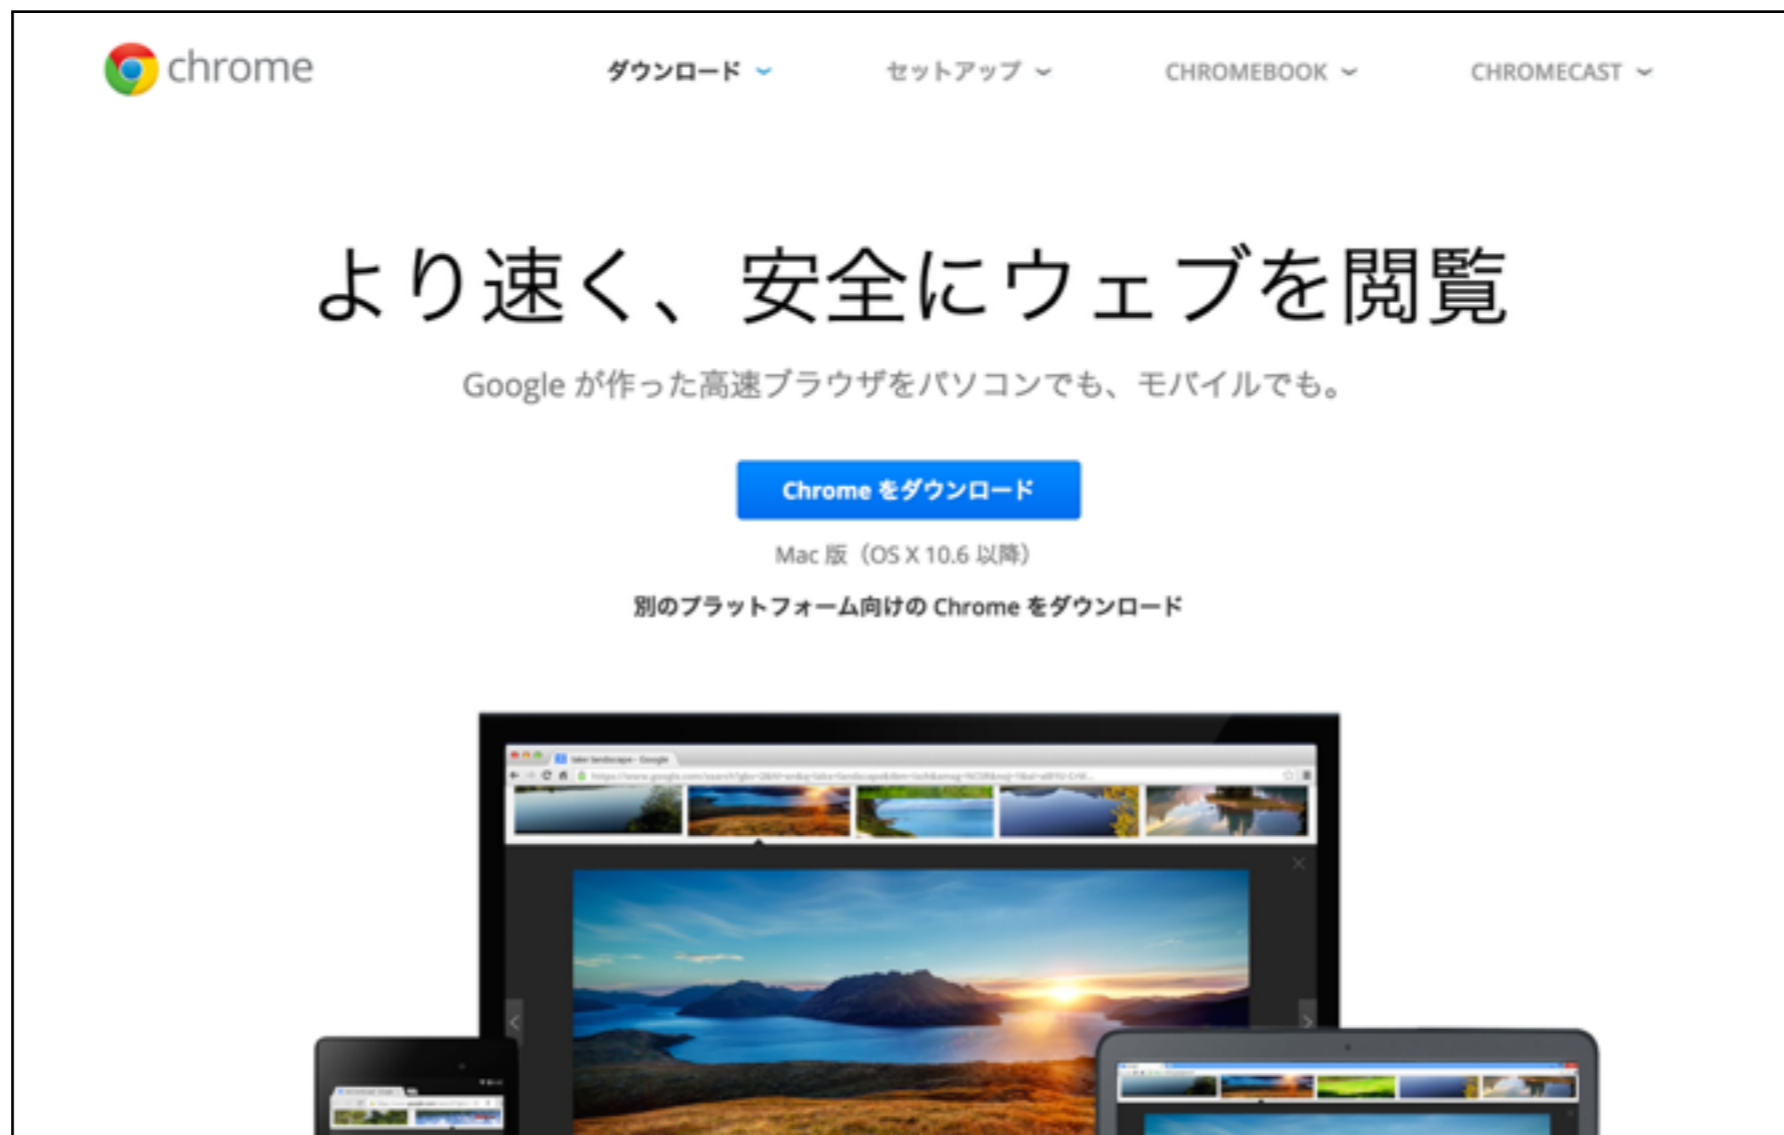 chrome
ダウンロード
セットアップ
CHROMEBOOK
CHROMECAST
より速く、安全にウェブを閲覧
Google が作った高速ブラウザをパソコンでも、モバイルでも。
Chrome をダウンロード
Mac 版（OS X 10.6 以降）
別のプラットフォーム向けの Chrome をダウンロード
lake landscape - Google